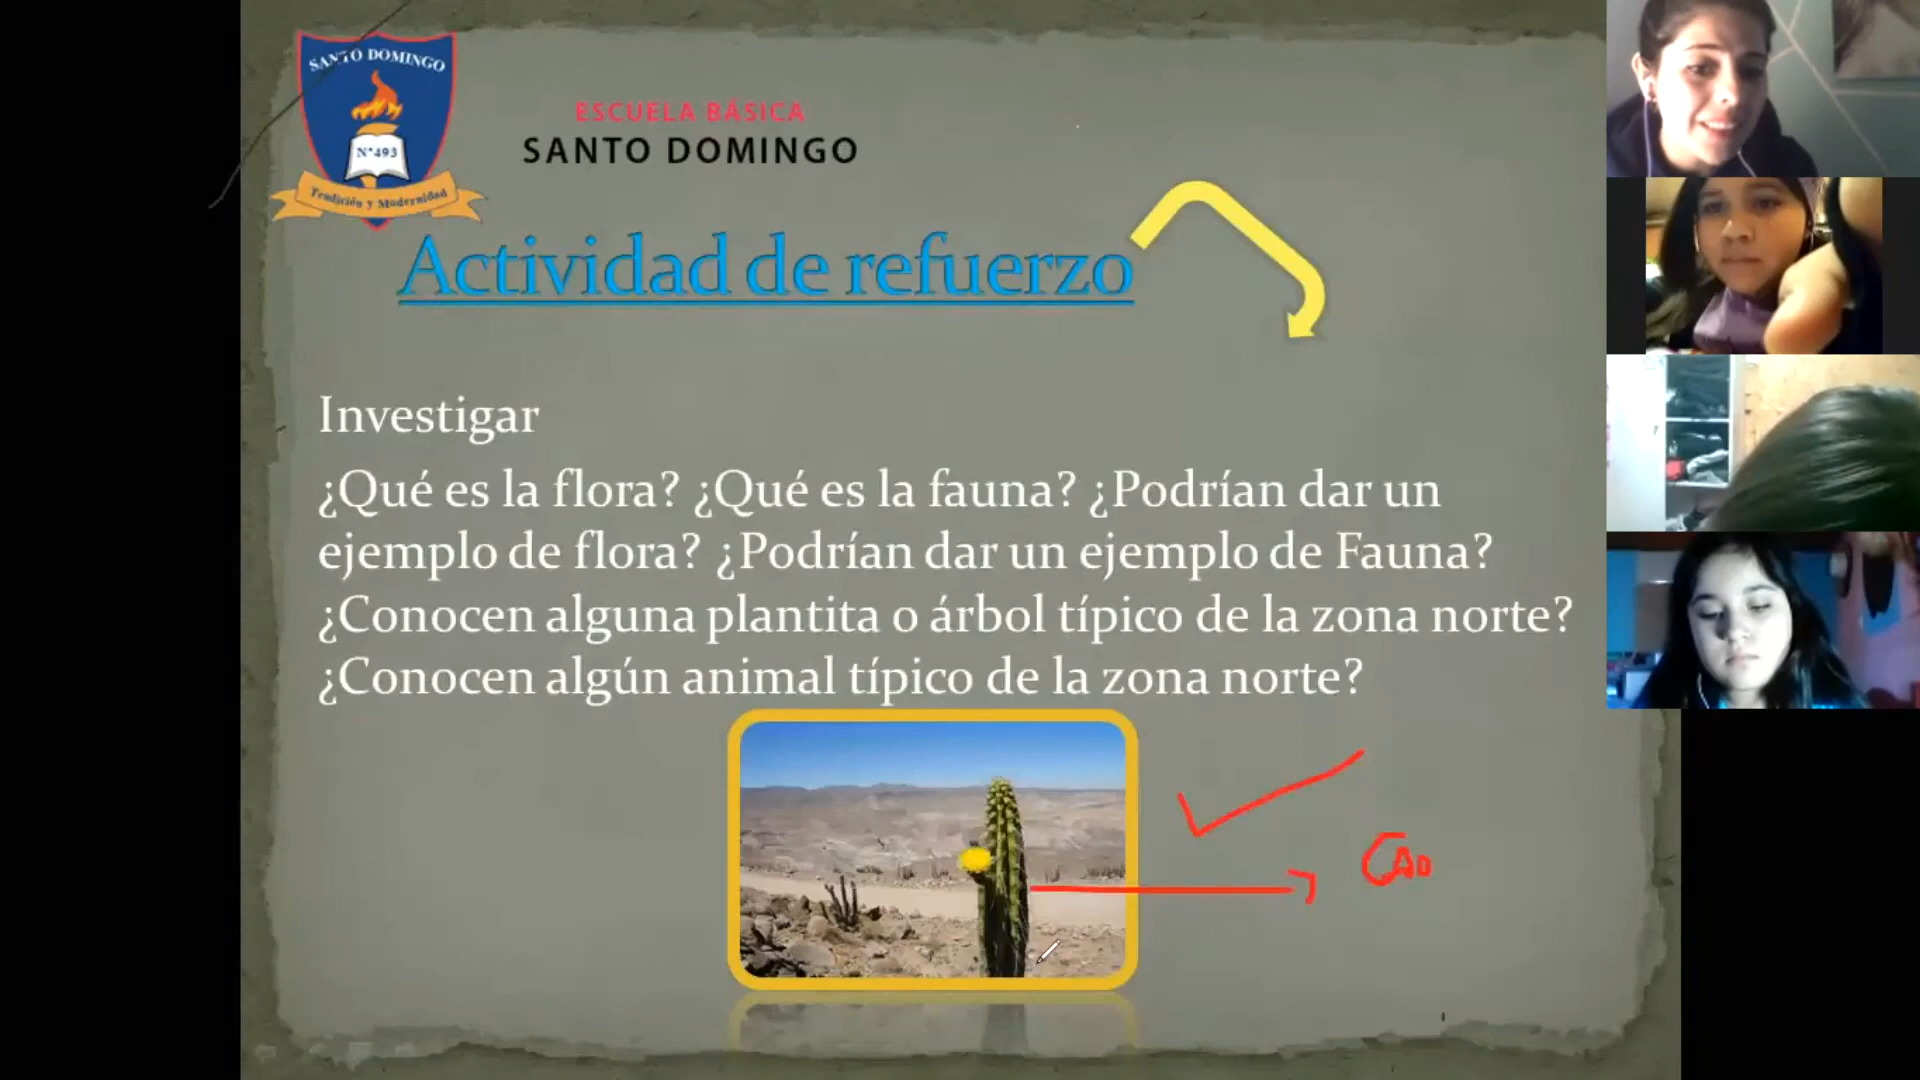 SANTO DOMINGO
N°493
Tradición y Modernidad
ESCUELA BÁSICA
SANTO DOMINGO
Actividad de refuerzo
Investigar
¿Qué es la flora? ¿Qué es la fauna? ¿Podrían dar un
ejemplo de flora? ¿Podrían dar un ejemplo de Fauna?
¿Conocen alguna plantita o árbol típico de la zona norte?
¿Conocen algún animal típico de la zona norte?